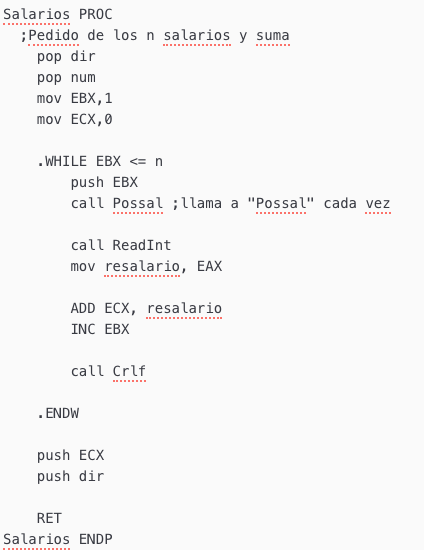 Salarios PROC
;Pedido de los n salarios y suma
pop dir
pop num
mov EBX,1
mov ECX,0
.WHILE EBX <= n
push EBX
call Possal ;llama a "Possal" cada vez
call ReadInt
mov resalario, EAX
ADD ECX, resalario
INC EBX
call Crlf
.ENDW
push ECX
push dir
RET
Salarios ENDP